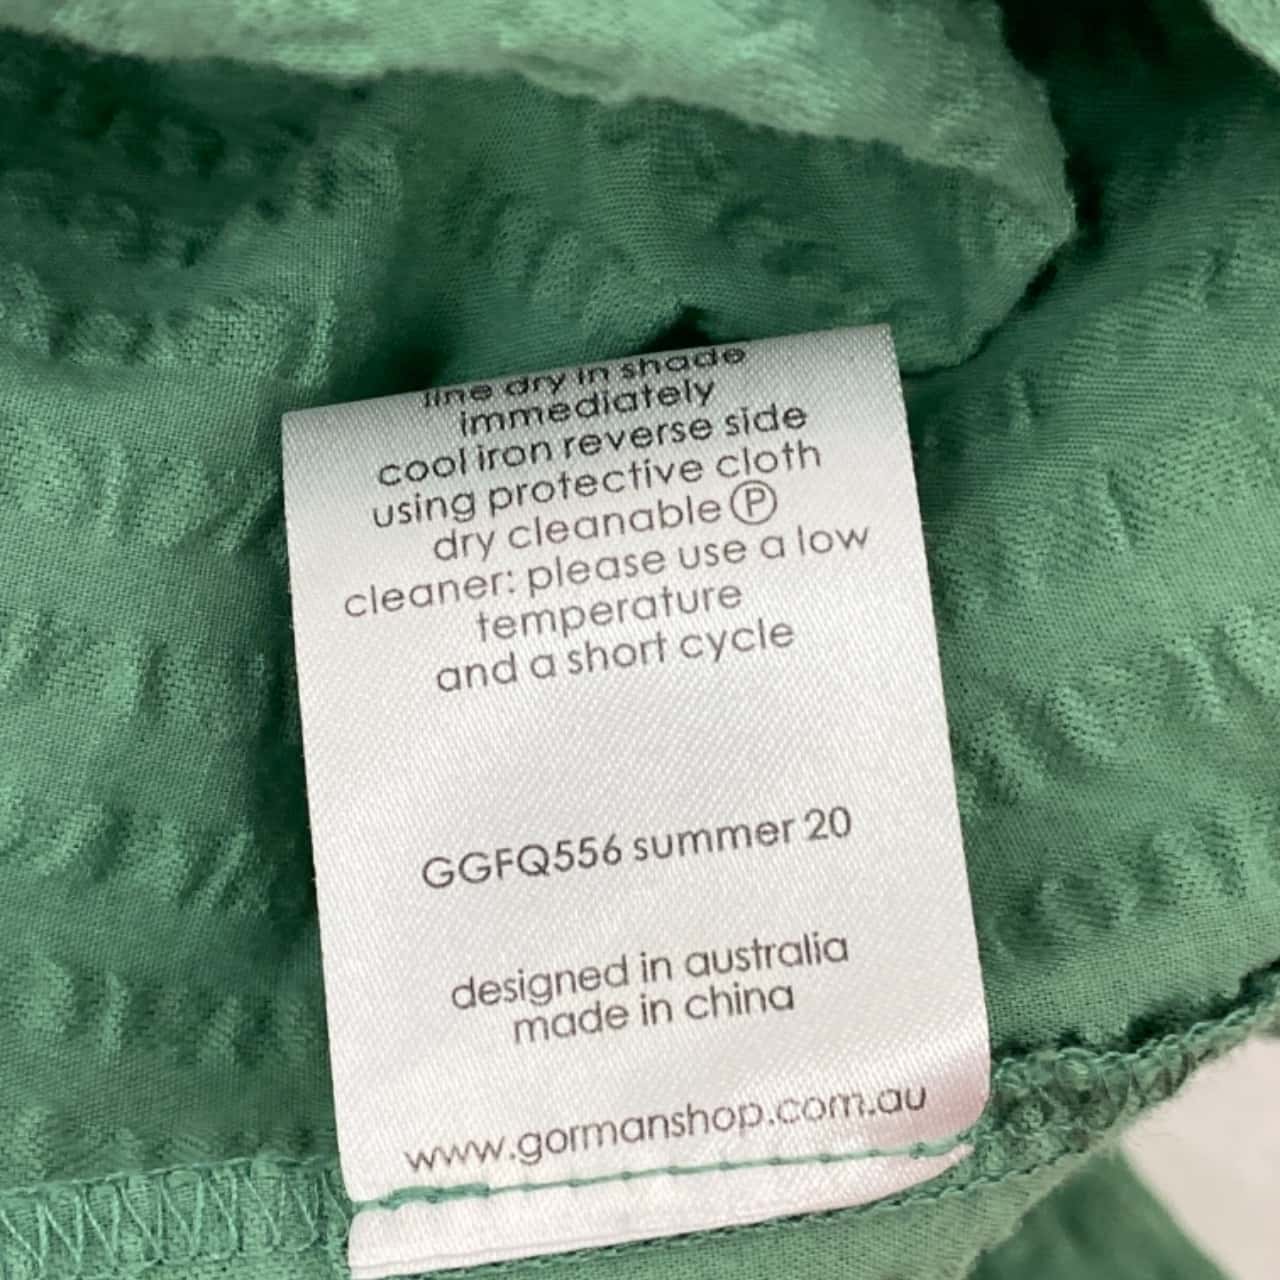 line dry in shade
immediately
cool iron reverse side
using protective cloth
dry cleanable Ⓟ
cleaner: please use a low
temperature
and a short cycle
GGFQ556 summer 20
designed in australia
made in china
www.gormanshop.com.au